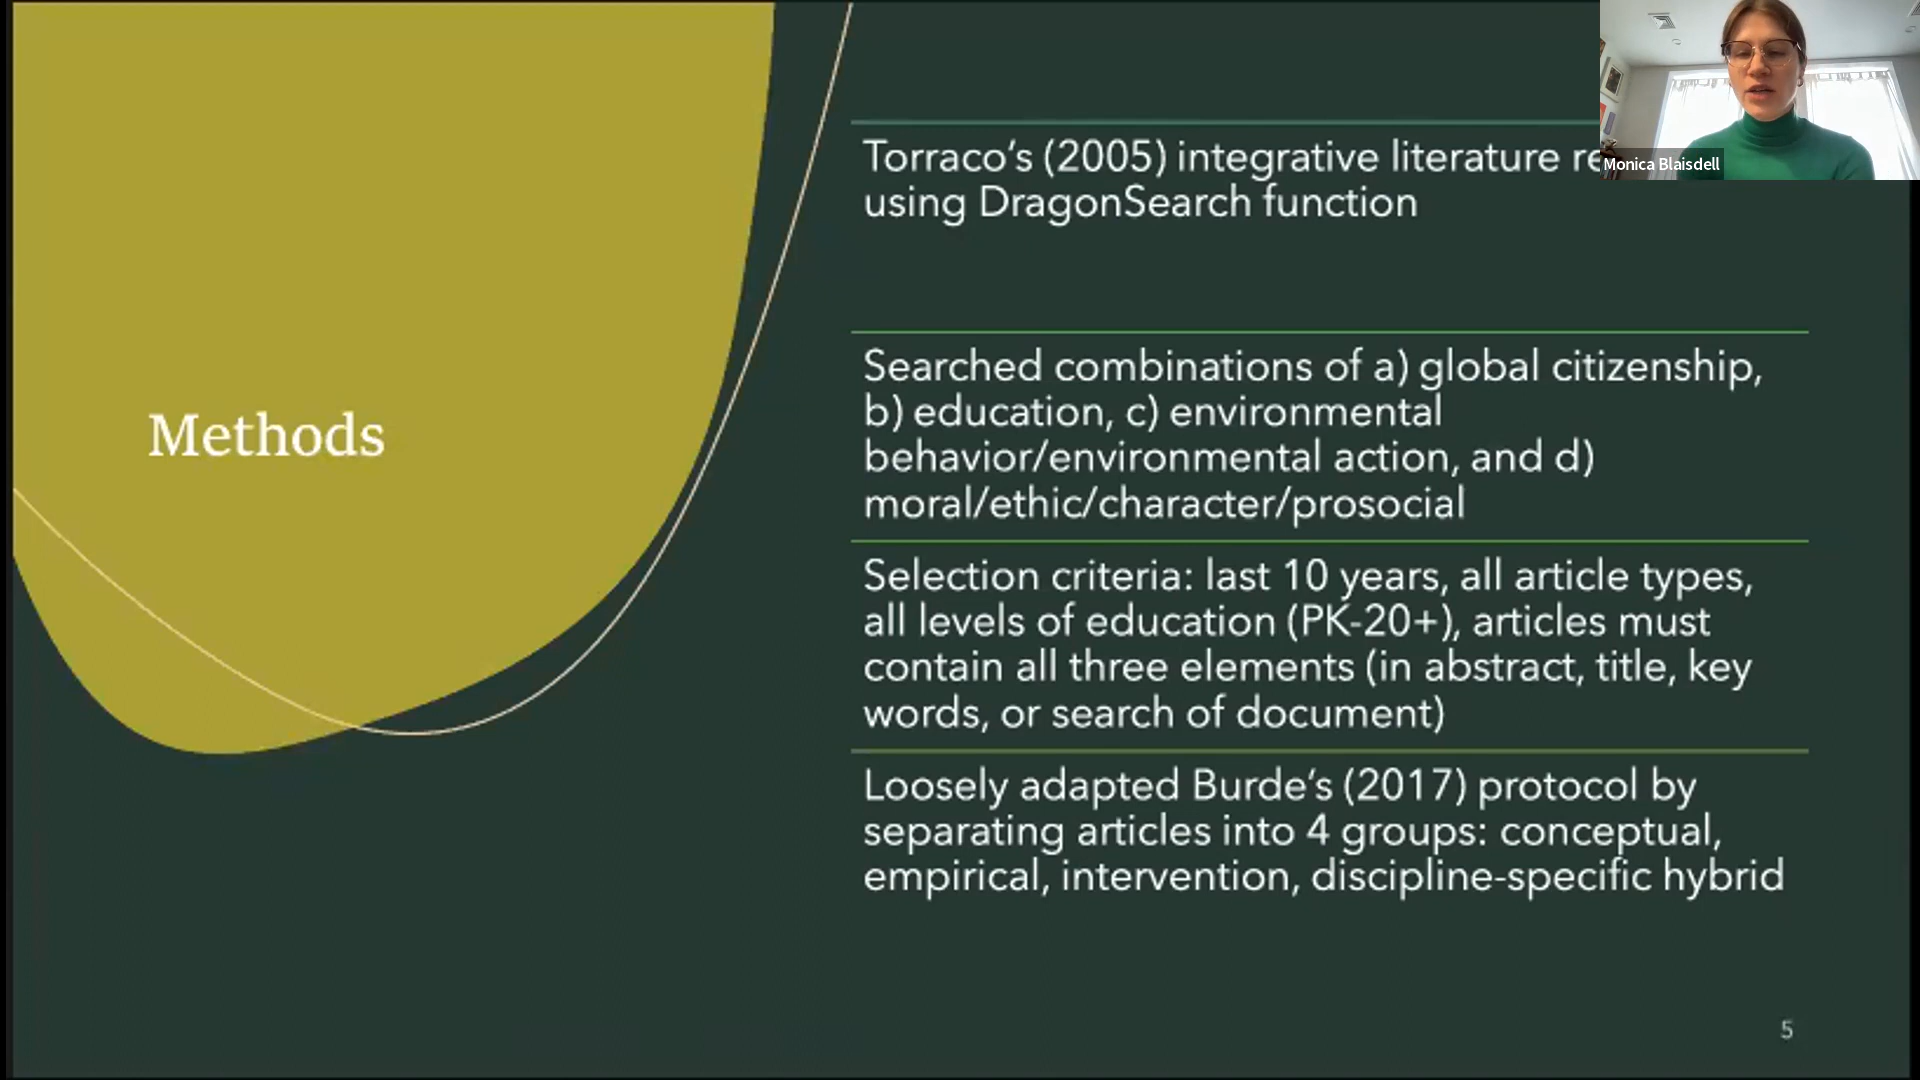 Methods
Torraco’s (2005) integrative literature
using DragonSearch function
Searched combinations of a) global citizenship,
b) education, c) environmental
behavior/environmental action, and d)
moral/ethic/character/prosocial
Selection criteria: last 10 years, all article types,
all levels of education (PK-20+), articles must
contain all three elements (in abstract, title, key
words, or search of document)
Loosely adapted Burde’s (2017) protocol by
separating articles into 4 groups: conceptual,
empirical, intervention, discipline-specific hybrid
5
Monica Blaisdell